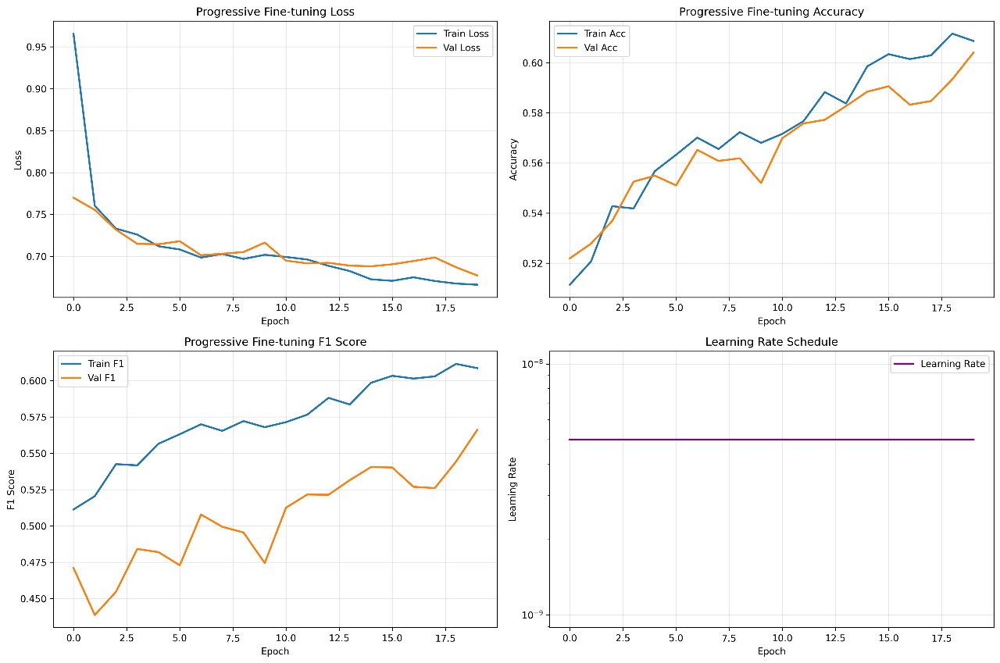 Progressive Fine-tuning Loss
Train Loss
Val Loss
0.95
0.90
0.85
0.80
0.75
0.70
Loss
0.0 2.5 5.0 7.5 10.0 12.5 15.0 17.5
Epoch
Progressive Fine-tuning Accuracy
Train Acc
Val Acc
0.60
0.58
0.56
0.54
0.52
Accuracy
0.0 2.5 5.0 7.5 10.0 12.5 15.0 17.5
Epoch
Progressive Fine-tuning F1 Score
Train F1
Val F1
0.600
0.575
0.550
0.525
0.500
0.475
0.450
F1 Score
0.0 2.5 5.0 7.5 10.0 12.5 15.0 17.5
Epoch
Learning Rate Schedule
Learning Rate
10⁻⁸
10⁻⁹
Learning Rate
0.0 2.5 5.0 7.5 10.0 12.5 15.0 17.5
Epoch